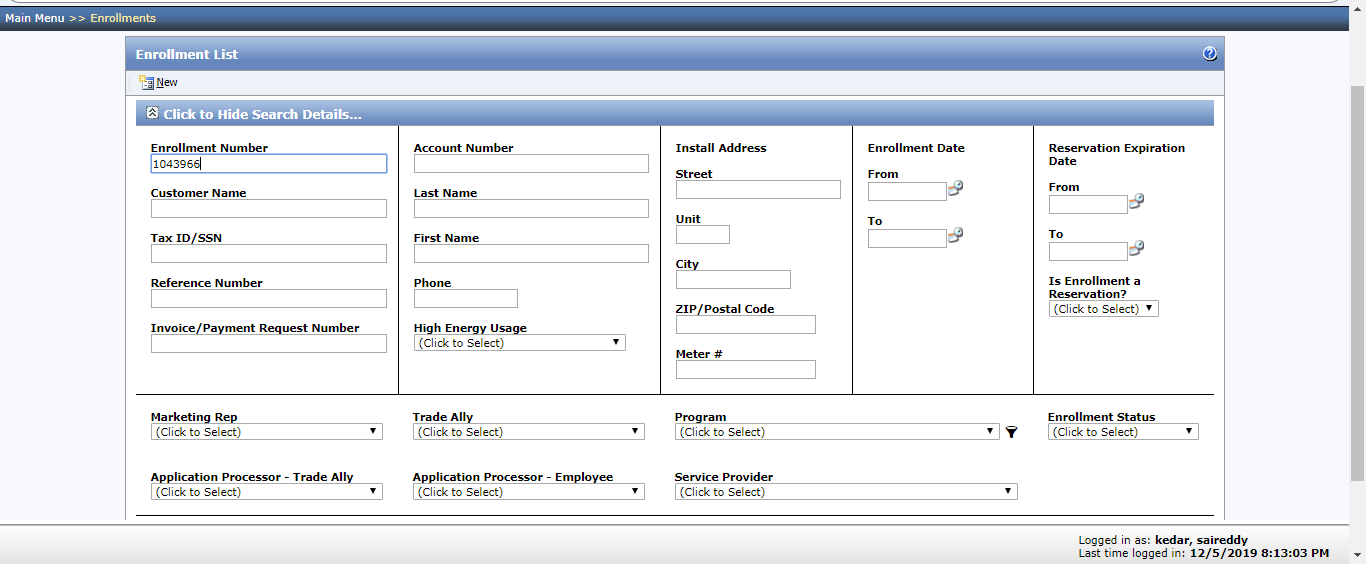 Main Menu >> Enrollments
Enrollment List
New
Click to Hide Search Details...
Enrollment Number
1043966
Customer Name
Tax ID/SSN
Reference Number
Invoice/Payment Request Number
Account Number
Last Name
First Name
Phone
High Energy Usage
(Click to Select)
Install Address
Street
Unit
City
ZIP/Postal Code
Meter #
Enrollment Date
From
To
Reservation Expiration
Date
From
To
Is Enrollment a
Reservation?
(Click to Select)
Marketing Rep
(Click to Select)
Trade Ally
(Click to Select)
Program
(Click to Select)
Enrollment Status
(Click to Select)
Application Processor - Trade Ally
(Click to Select)
Application Processor - Employee
(Click to Select)
Service Provider
(Click to Select)
Logged in as: kedar, saireddy
Last time logged in: 12/5/2019 8:13:03 PM